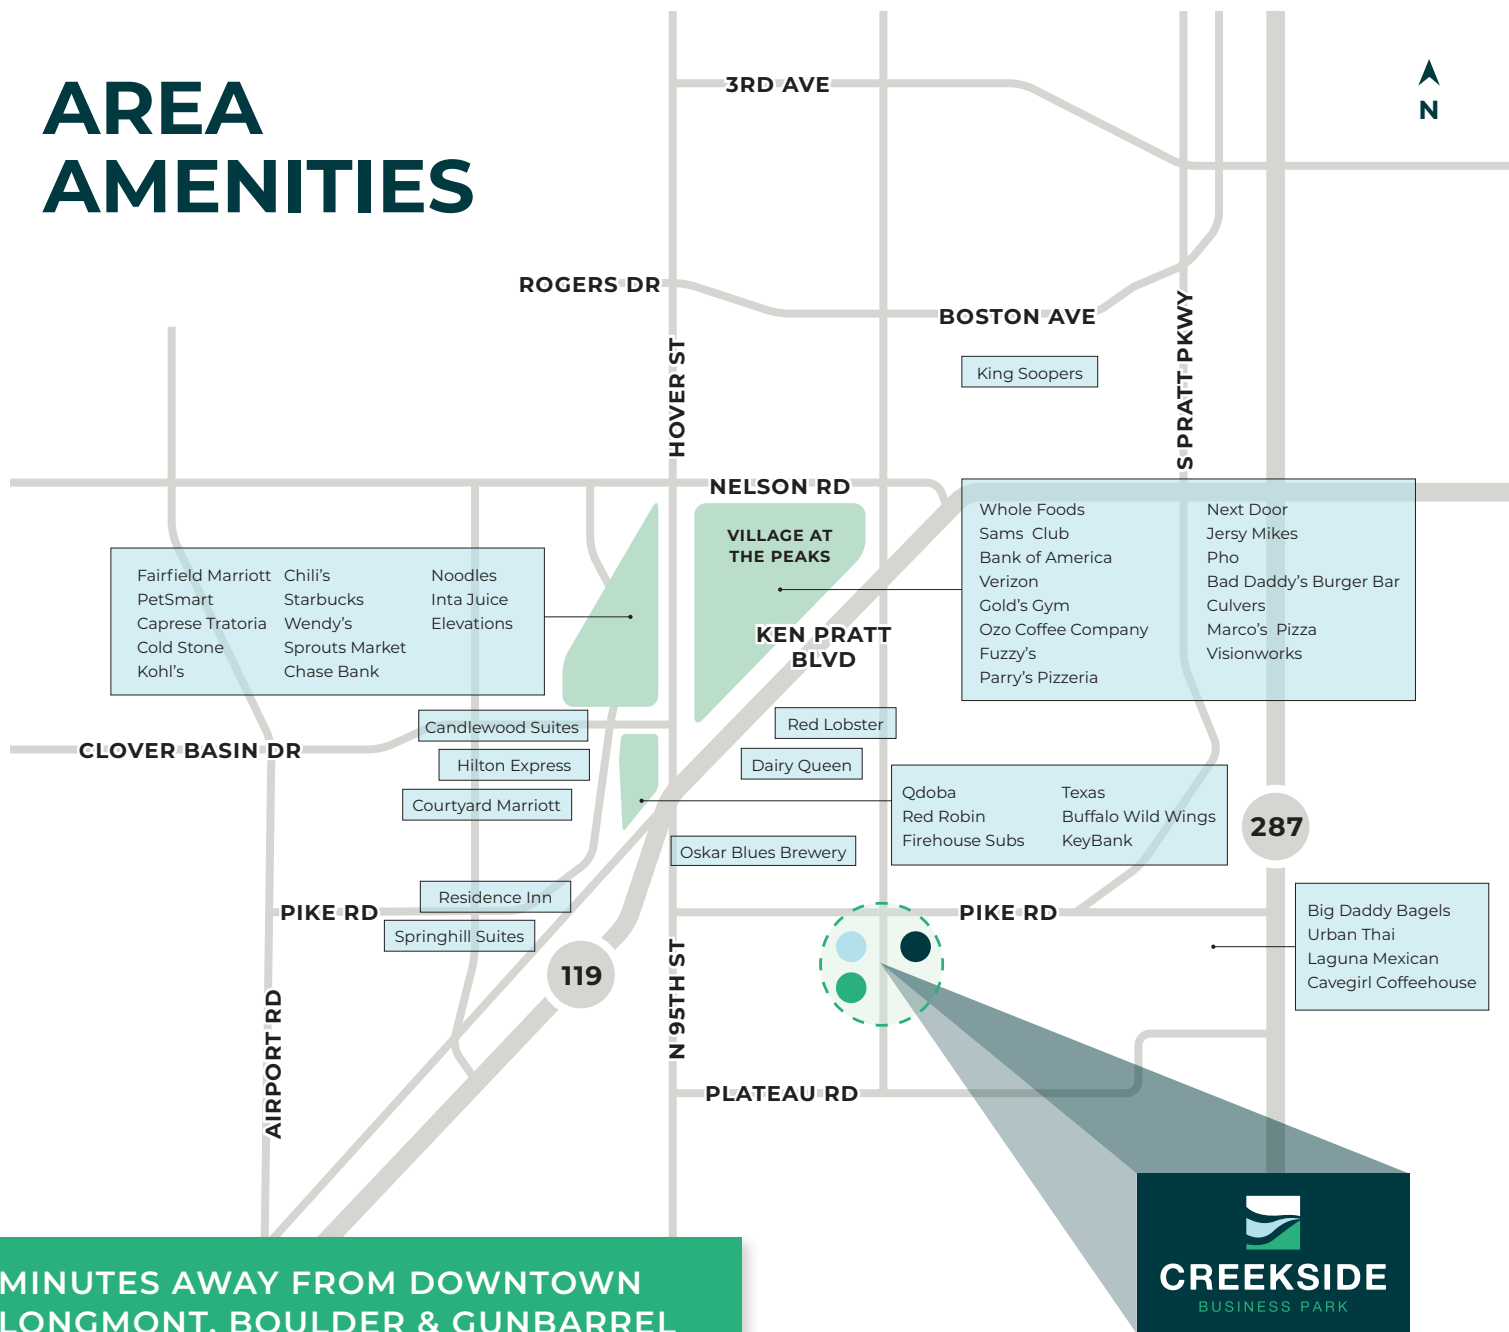 AREA
AMENITIES
N
3RD AVE
ROGERS DR
BOSTON AVE
HOVER ST
S PRATT PKWY
King Soopers
NELSON RD
VILLAGE AT
THE PEAKS
Whole Foods
Sams Club
Bank of America
Verizon
Gold's Gym
Ozo Coffee Company
Fuzzy's
Parry's Pizzeria
Next Door
Jersy Mikes
Pho
Bad Daddy's Burger Bar
Culvers
Marco's Pizza
Visionworks
Fairfield Marriott
PetSmart
Caprese Tratoria
Cold Stone
Kohl's
Chili's
Starbucks
Wendy's
Sprouts Market
Chase Bank
Noodles
Inta Juice
Elevations
KEN PRATT
BLVD
CLOVER BASIN DR
Candlewood Suites
Hilton Express
Courtyard Marriott
Red Lobster
Dairy Queen
Qdoba
Red Robin
Firehouse Subs
Texas
Buffalo Wild Wings
KeyBank
287
Oskar Blues Brewery
PIKE RD
Residence Inn
Springhill Suites
PIKE RD
Big Daddy Bagels
Urban Thai
Laguna Mexican
Cavegirl Coffeehouse
119
AIRPORT RD
N 95TH ST
PLATEAU RD
CREEKSIDE
BUSINESS PARK
MINUTES AWAY FROM DOWNTOWN
LONGMONT, BOULDER & GUNBARREL